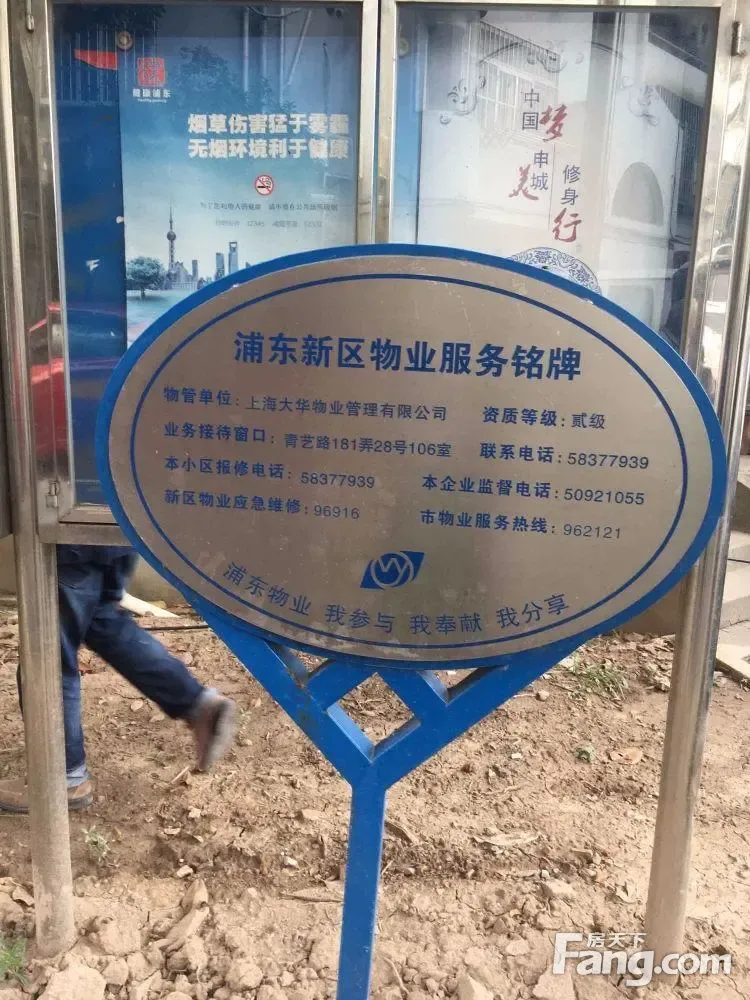 健康浦东
烟草伤害猛于雾霾
无烟环境利于健康
中国梦
申城美
修身行
浦东新区物业服务铭牌
物管单位：上海大华物业管理有限公司 资质等级：贰级
业务接待窗口：青艺路181弄28号106室 联系电话：58377939
本小区报修电话：58377939 本企业监督电话：50921055
新区物业应急维修：96916 市物业服务热线：962121
浦东物业 我参与 我奉献 我分享
居天下
Fang.com